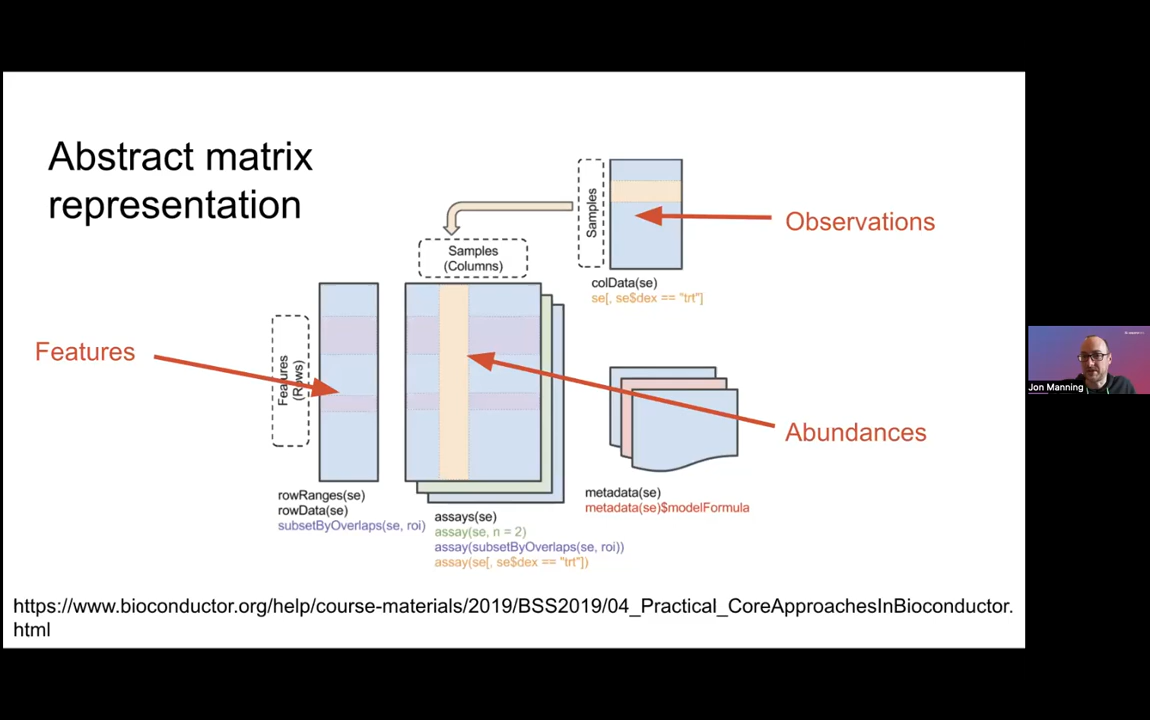 Abstract matrix
representation
Samples
Observations
Samples
(Columns)
colData(se)
se[, se$dex == "trt"]
Features
Features
(Rows)
Abundances
rowRanges(se)
rowData(se)
subsetByOverlaps(se, roi)
assays(se)
assay(se, n = 2)
assay(subsetByOverlaps(se, roi))
assay(se[, se$dex == "trt"])
metadata(se)
metadata(se)$modelFormula
https://www.bioconductor.org/help/course-materials/2019/BSS2019/04_Practical_CoreApproachesInBioconductor.
html
Jon Manning